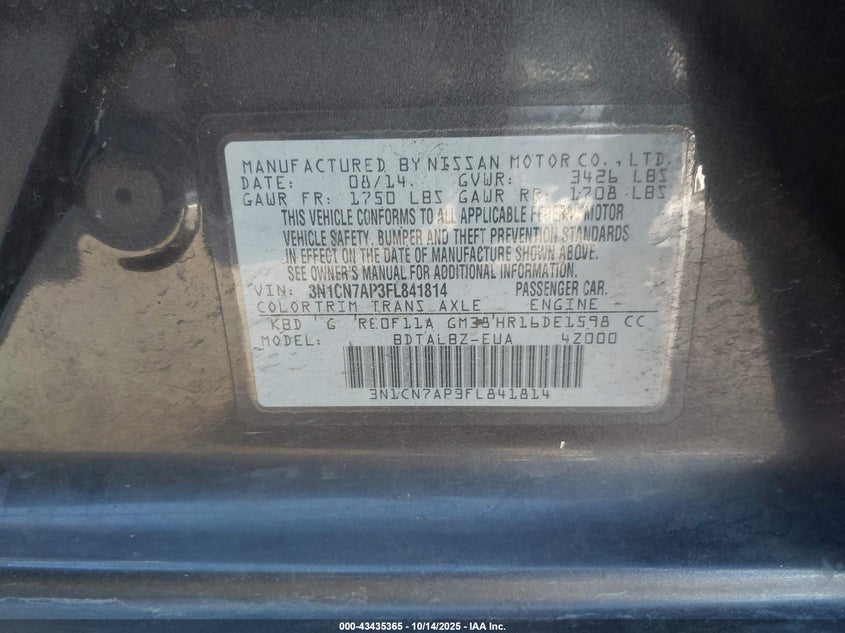 MANUFACTURED BY NISSAN MOTOR CO., LTD.
DATE: 08/14. GVWR: 3426 LBS
GAWR FR: 1750 LBS GAWR RR: 1708 LBS
THIS VEHICLE CONFORMS TO ALL APPLICABLE FEDERAL MOTOR
VEHICLE SAFETY, BUMPER AND THEFT PREVENTION STANDARDS
IN EFFECT ON THE DATE OF MANUFACTURE SHOWN ABOVE.
SEE OWNER'S MANUAL FOR ADDITIONAL INFORMATION.
VIN: 3N1CN7AP3FL841814 PASSENGER CAR.
COLOR TRIM TRANS AXLE ENGINE
KBD G RE0F11A GM38 HR16DE1598 CC
MODEL: BDTALBZ-EUA 4Z000
3N1CN7AP3FL841814
000-43435365 | 10/14/2025 | IAA Inc.